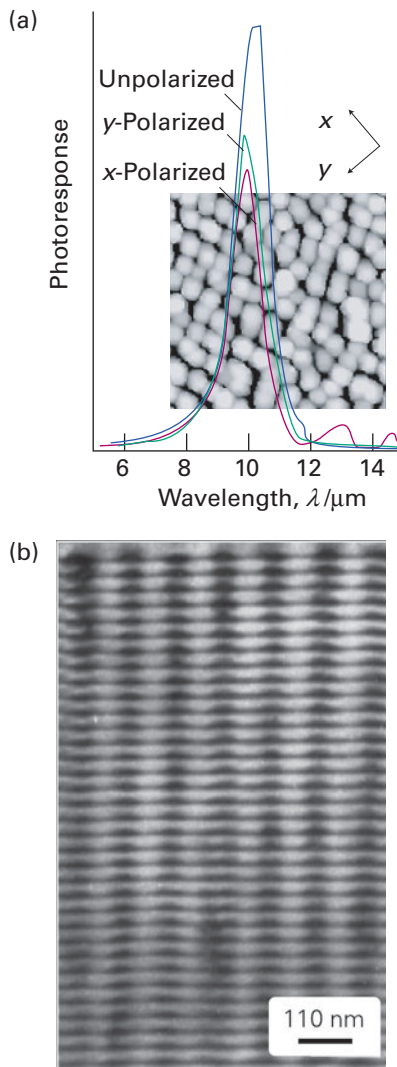 (a)
Unpolarized
y-Polarized
x-Polarized
x
y
Photoresponse
6 8 10 12 14
Wavelength, λ/μm
(b)
110 nm